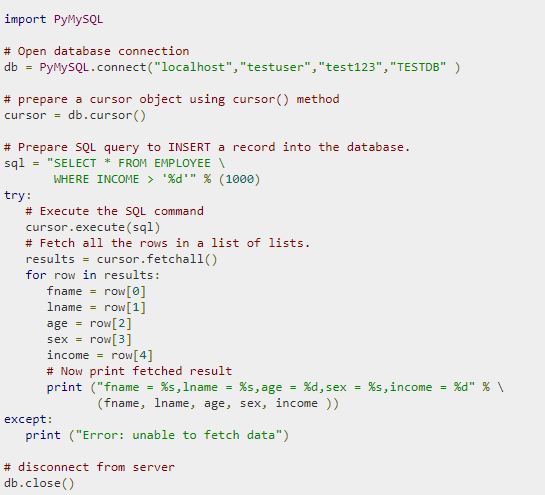 import PyMySQL
# Open database connection
db = PyMySQL.connect("localhost","testuser","test123","TESTDB" )
# prepare a cursor object using cursor() method
cursor = db.cursor()
# Prepare SQL query to INSERT a record into the database.
sql = "SELECT * FROM EMPLOYEE \
       WHERE INCOME > '%d'" % (1000)
try:
   # Execute the SQL command
   cursor.execute(sql)
   # Fetch all the rows in a list of lists.
   results = cursor.fetchall()
   for row in results:
      fname = row[0]
      lname = row[1]
      age = row[2]
      sex = row[3]
      income = row[4]
      # Now print fetched result
      print ("fname = %s,lname = %s,age = %d,sex = %s,income = %d" % \
             (fname, lname, age, sex, income ))
except:
   print ("Error: unable to fetch data")
# disconnect from server
db.close()